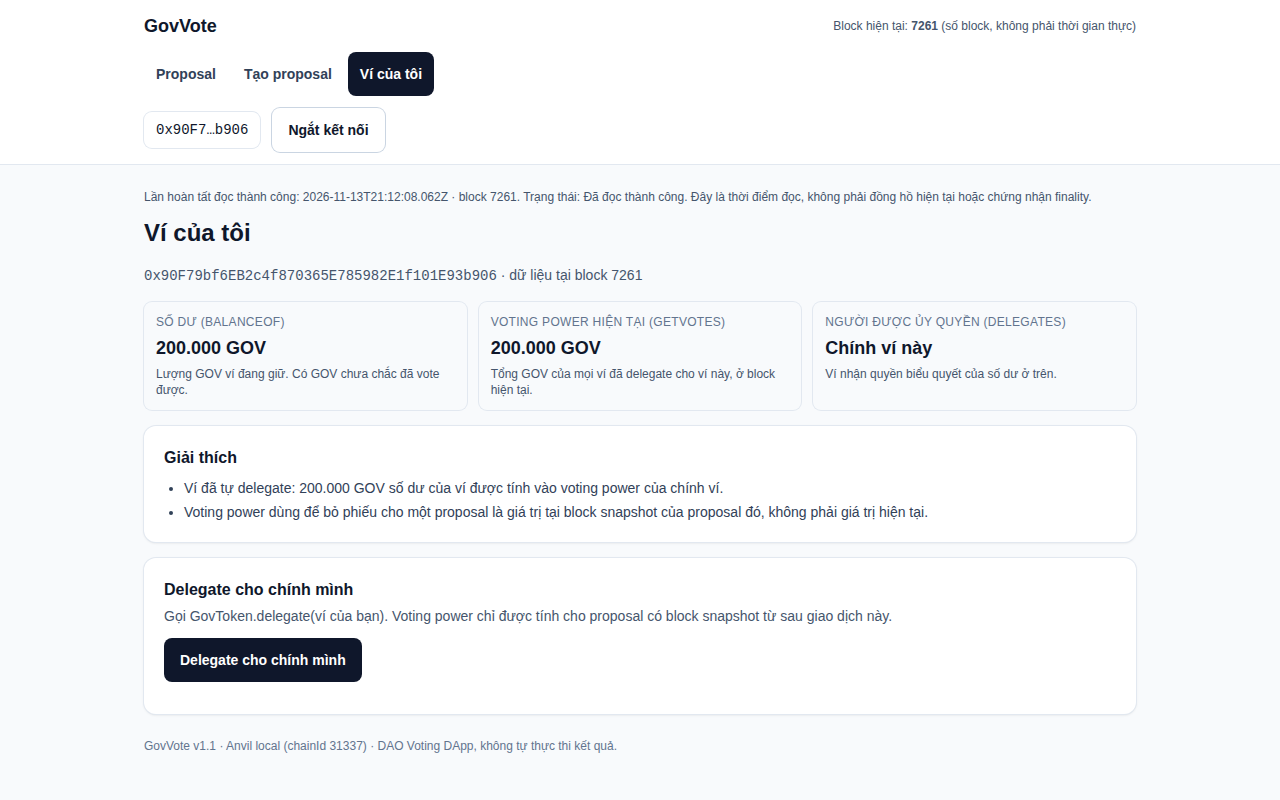 GovVote
Block hiện tại: 7261 (số block, không phải thời gian thực)
Proposal
Tạo proposal
Ví của tôi
0x90F7…b906
Ngắt kết nối
Lần hoàn tất đọc thành công: 2026-11-13T21:12:08.062Z · block 7261. Trạng thái: Đã đọc thành công. Đây là thời điểm đọc, không phải đồng hồ hiện tại hoặc chứng nhận finality.
Ví của tôi
0x90F79bf6EB2c4f870365E785982E1f101E93b906 · dữ liệu tại block 7261
SỐ DƯ (BALANCEOF)
200.000 GOV
Lượng GOV ví đang giữ. Có GOV chưa chắc đã vote
được.
VOTING POWER HIỆN TẠI (GETVOTES)
200.000 GOV
Tổng GOV của mọi ví đã delegate cho ví này, ở block
hiện tại.
NGƯỜI ĐƯỢC ỦY QUYỀN (DELEGATES)
Chính ví này
Ví nhận quyền biểu quyết của số dư ở trên.
Giải thích
• Ví đã tự delegate: 200.000 GOV số dư của ví được tính vào voting power của chính ví.
• Voting power dùng để bỏ phiếu cho một proposal là giá trị tại block snapshot của proposal đó, không phải giá trị hiện tại.
Delegate cho chính mình
Gọi GovToken.delegate(ví của bạn). Voting power chỉ được tính cho proposal có block snapshot từ sau giao dịch này.
Delegate cho chính mình
GovVote v1.1 · Anvil local (chainId 31337) · DAO Voting DApp, không tự thực thi kết quả.